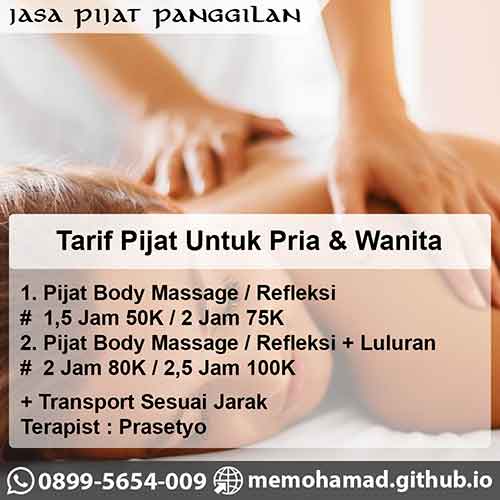 Jasa Pijat Panggilan
Tarif Pijat Untuk Pria & Wanita
1. Pijat Body Massage / Refleksi
# 1,5 Jam 50K / 2 Jam 75K
2. Pijat Body Massage / Refleksi + Luluran
# 2 Jam 80K / 2,5 Jam 100K
+ Transport Sesuai Jarak
Terapist : Prasetyo
0899-5654-009 memohamad.github.io